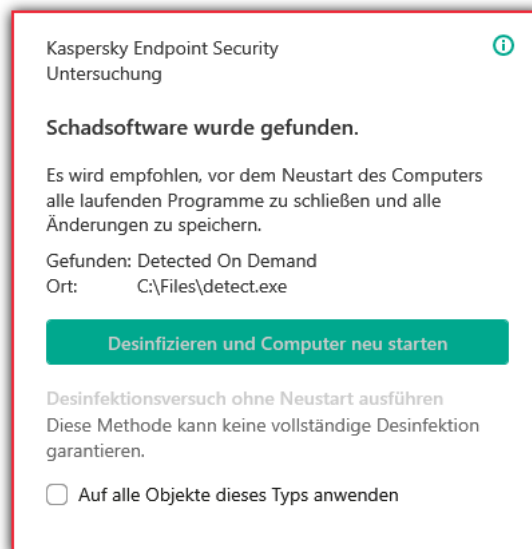 Kaspersky Endpoint Security
Untersuchung
Schadsoftware wurde gefunden.
Es wird empfohlen, vor dem Neustart des Computers
alle laufenden Programme zu schließen und alle
Änderungen zu speichern.
Gefunden: Detected On Demand
Ort: C:\Files\detect.exe
Desinfizieren und Computer neu starten
Desinfektionsversuch ohne Neustart ausführen
Diese Methode kann keine vollständige Desinfektion
garantieren.
Auf alle Objekte dieses Typs anwenden